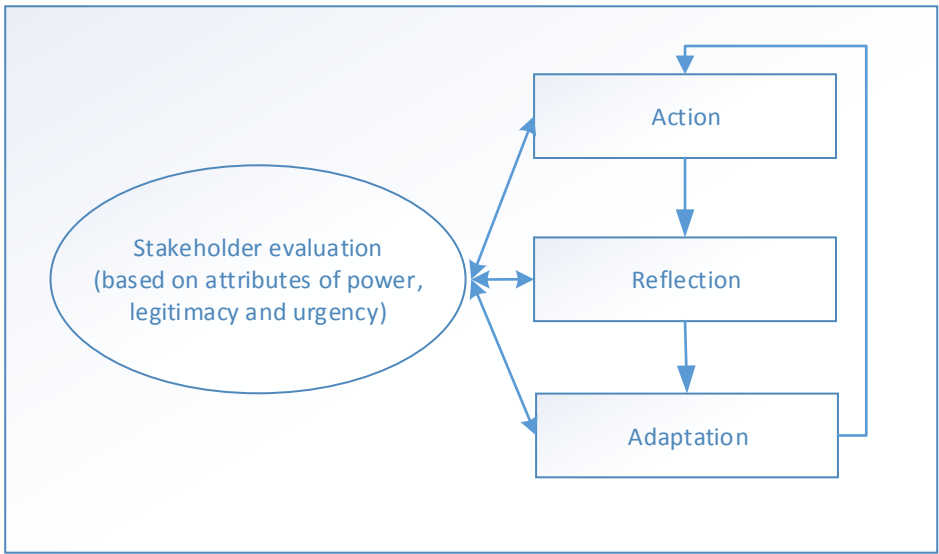 Stakeholder evaluation
(based on attributes of power,
legitimacy and urgency)
Action
Reflection
Adaptation